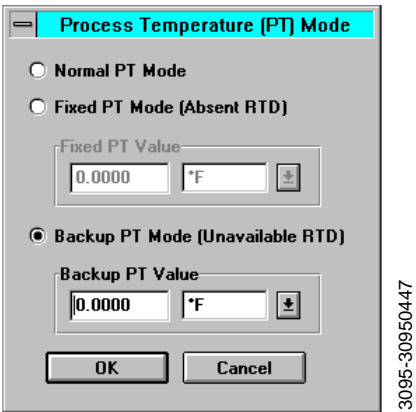 Process Temperature (PT) Mode
Normal PT Mode
Fixed PT Mode (Absent RTD)
Fixed PT Value
0.0000 °F
Backup PT Mode (Unavailable RTD)
Backup PT Value
0.0000 °F
OK Cancel
3095-30950447